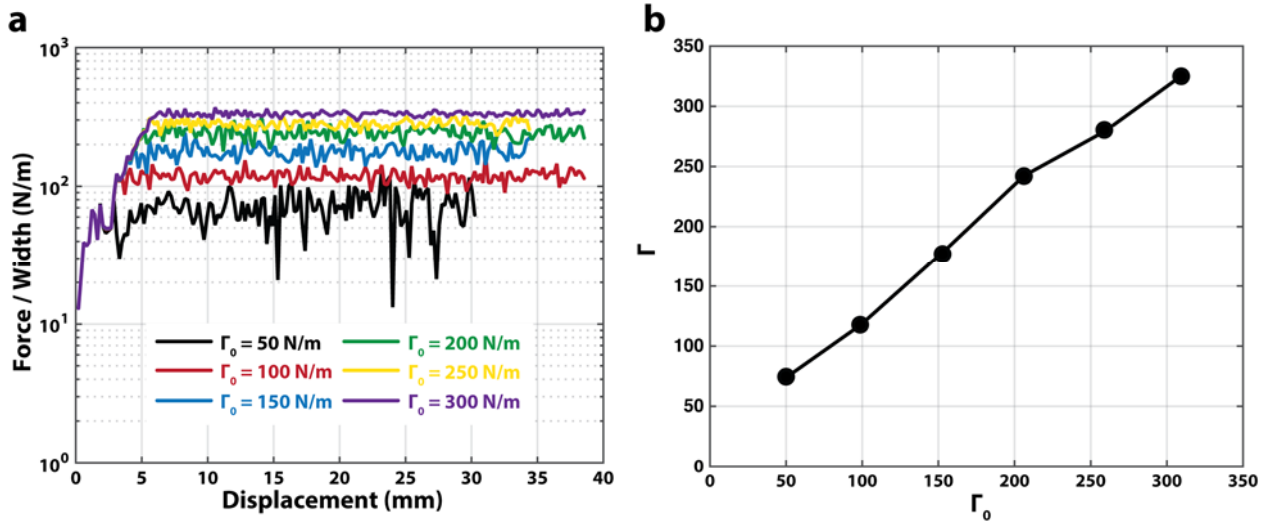 a
10³
10²
10¹
10⁰
Force / Width (N/m)
Γ₀ = 50 N/m
Γ₀ = 100 N/m
Γ₀ = 150 N/m
Γ₀ = 200 N/m
Γ₀ = 250 N/m
Γ₀ = 300 N/m
0 5 10 15 20 25 30 35 40
Displacement (mm)
b
350
300
250
200
150
100
50
0
Γ
0 50 100 150 200 250 300 350
Γ₀